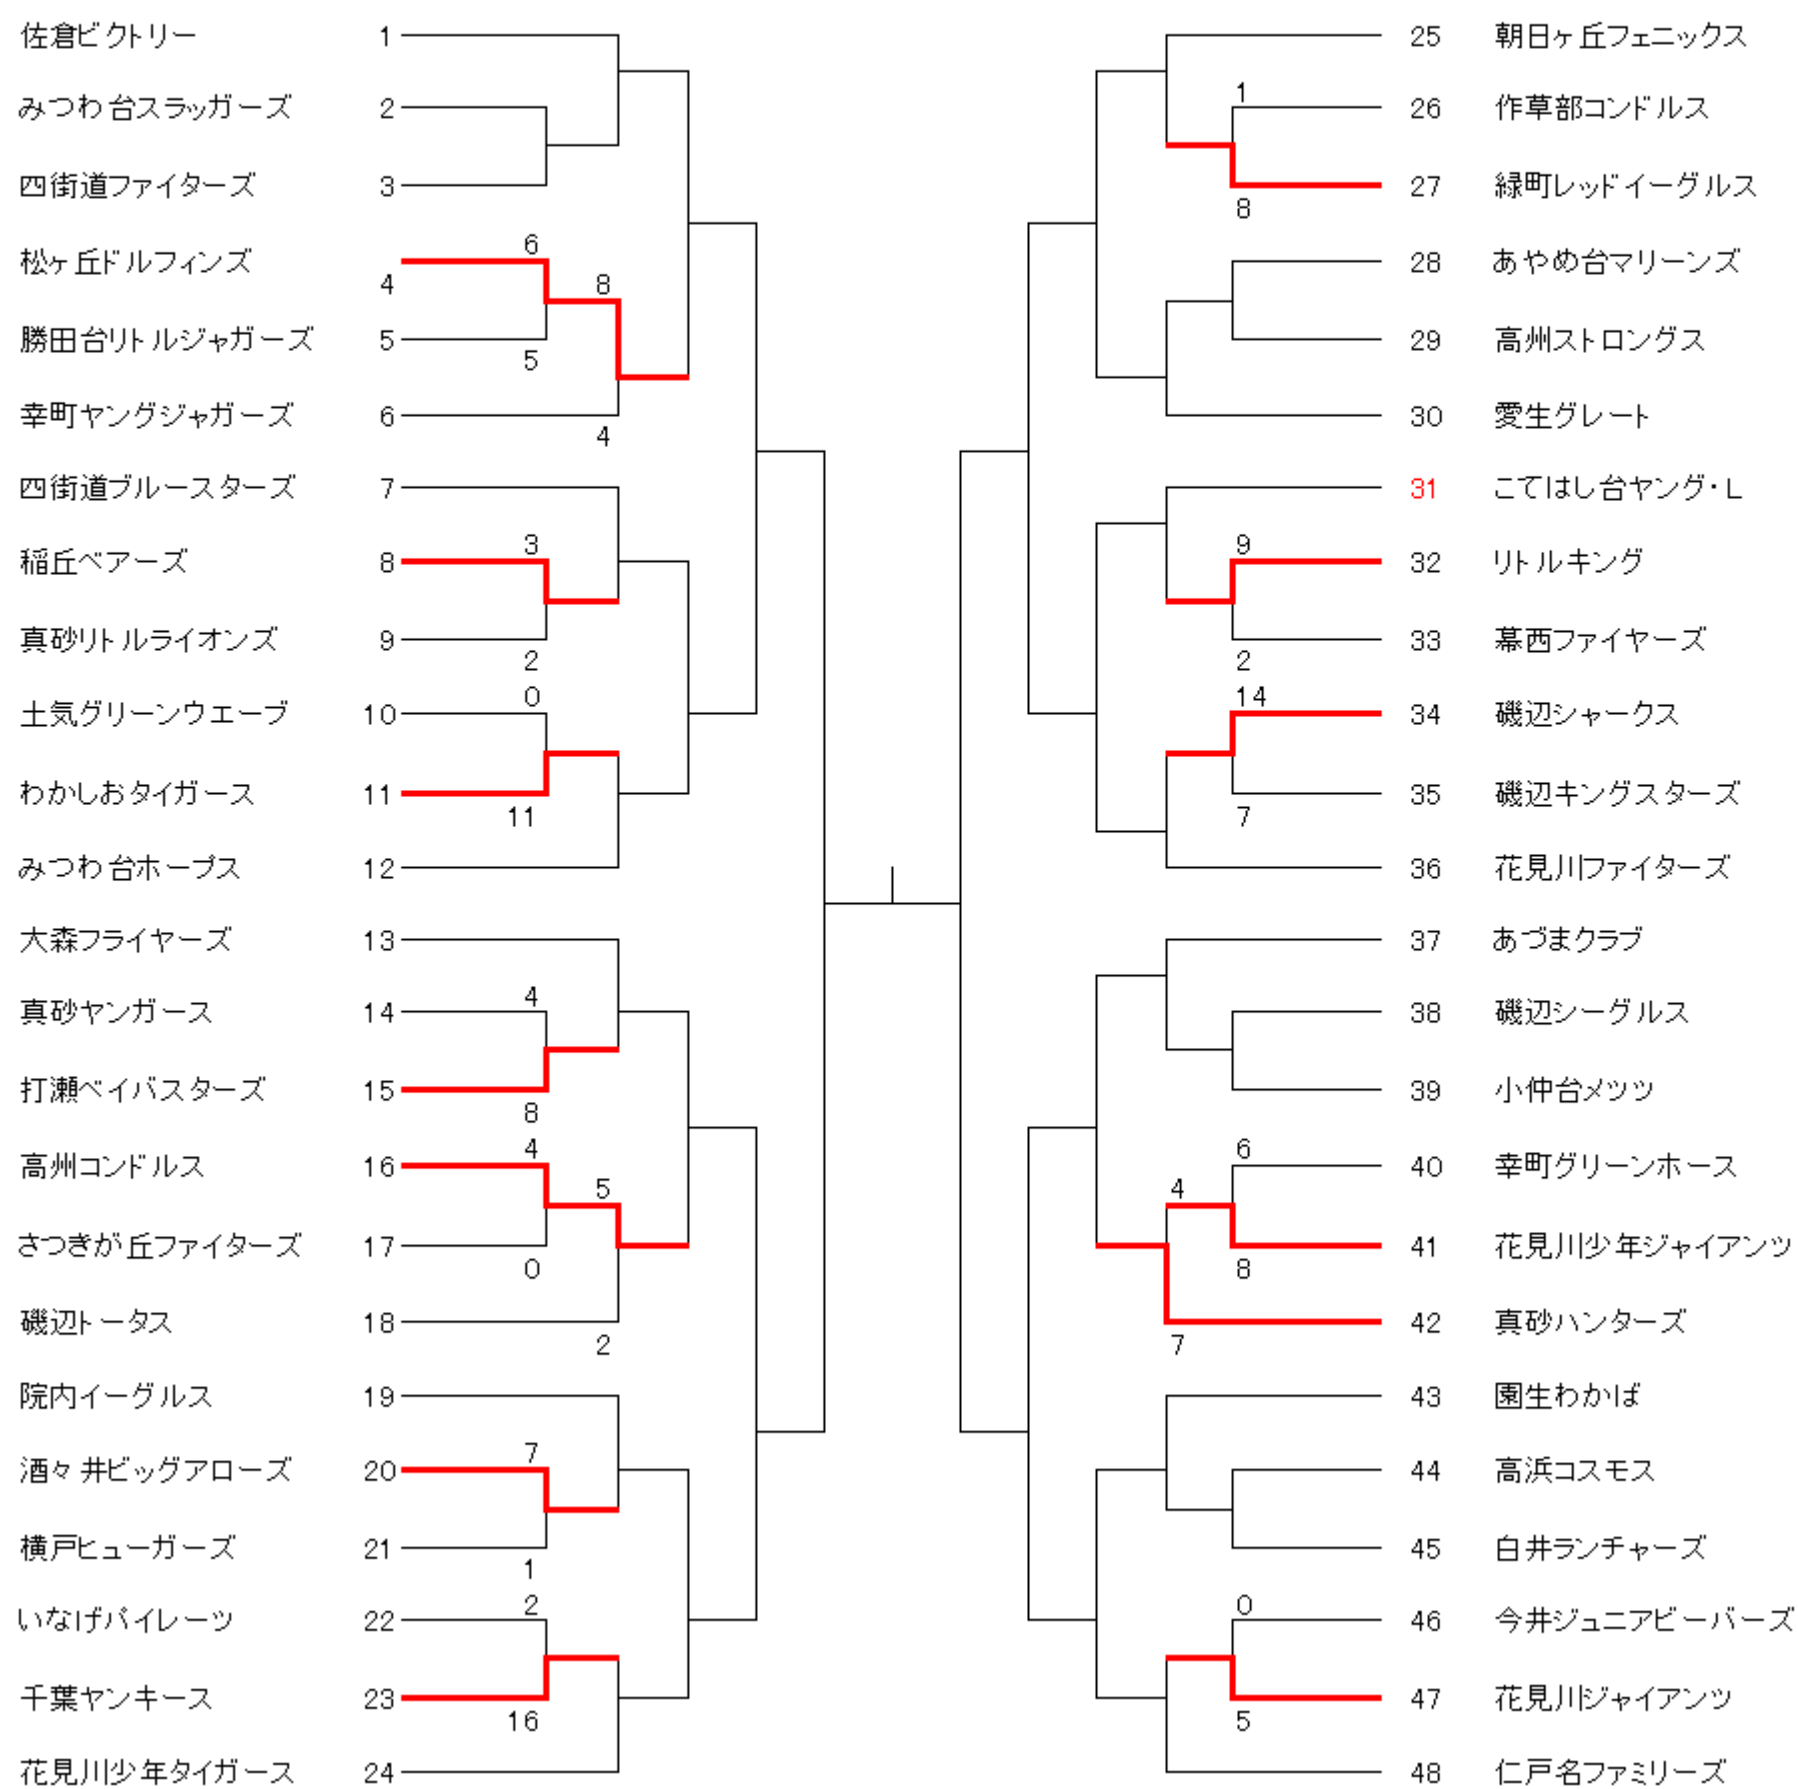 佐倉ビクトリー 1
みつわ台スラッガーズ 2
四街道ファイターズ 3
6
松ヶ丘ドルフィンズ 4
8
勝田台リトルジャガーズ 5
5
幸町ヤングジャガーズ 6
4
四街道ブルースターズ 7
3
稲丘ベアーズ 8
真砂リトルライオンズ 9
2
0
土気グリーンウエーブ 10
わかしおタイガース 11
11
みつわ台ホープス 12
大森フライヤーズ 13
4
真砂ヤンガース 14
打瀬ベイバスターズ 15
8
4
高州コンドルス 16
5
さつきが丘ファイターズ 17
0
磯辺トータス 18
2
院内イーグルス 19
7
酒々井ビッグアローズ 20
横戸ヒューガーズ 21
1
2
いなげパイレーツ 22
千葉ヤンキース 23
16
花見川少年タイガース 24
25 朝日ヶ丘フェニックス
1
26 作草部コンドルス
27 緑町レッドイーグルス
8
28 あやめ台マリーンズ
29 高州ストロングス
30 愛生グレート
31 こてはし台ヤング・L
9
32 リトルキング
33 幕西ファイヤーズ
2
14
34 磯辺シャークス
35 磯辺キングスターズ
7
36 花見川ファイターズ
37 あづまクラブ
38 磯辺シーグルス
39 小仲台メッツ
6
40 幸町グリーンホース
4
41 花見川少年ジャイアンツ
8
42 真砂ハンターズ
7
43 園生わかば
44 高浜コスモス
45 白井ランチャーズ
0
46 今井ジュニアビーバーズ
47 花見川ジャイアンツ
5
48 仁戸名ファミリーズ